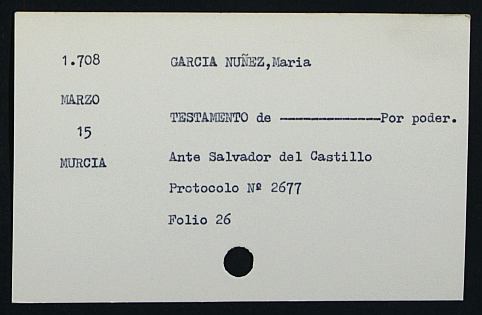 1.708
GARCIA NUÑEZ,Maria
MARZO
15
TESTAMENTO de —————————Por poder.
MURCIA
Ante Salvador del Castillo
Protocolo Nº 2677
Folio 26